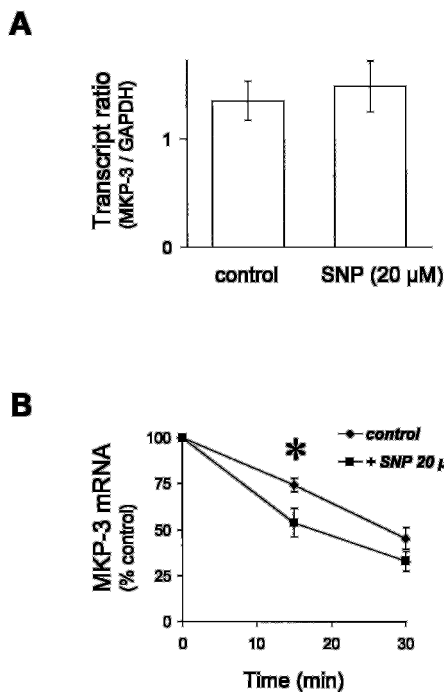 A
Transcript ratio
(MKP-3 / GAPDH)
1
0
control
SNP (20 µM)
B
MKP-3 mRNA
(% control)
100
75
50
25
0
*
control
+ SNP 20 µ
0
10
20
30
Time (min)